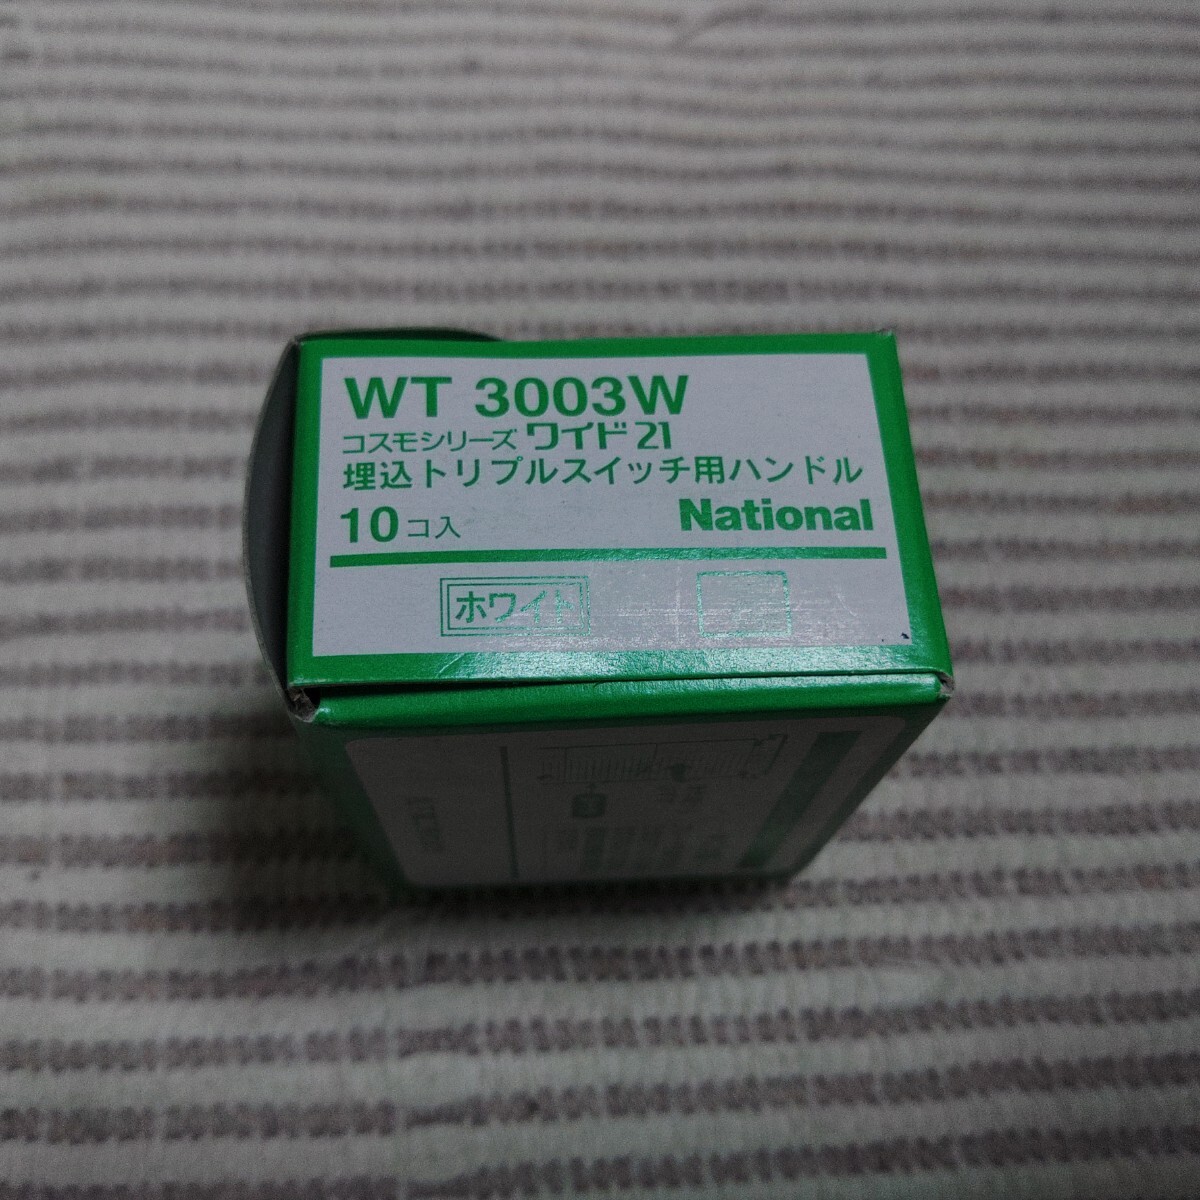 WT 3003W
コスモシリーズ ワイド21
埋込トリプルスイッチ用ハンドル
10コ入
National
ホワイト